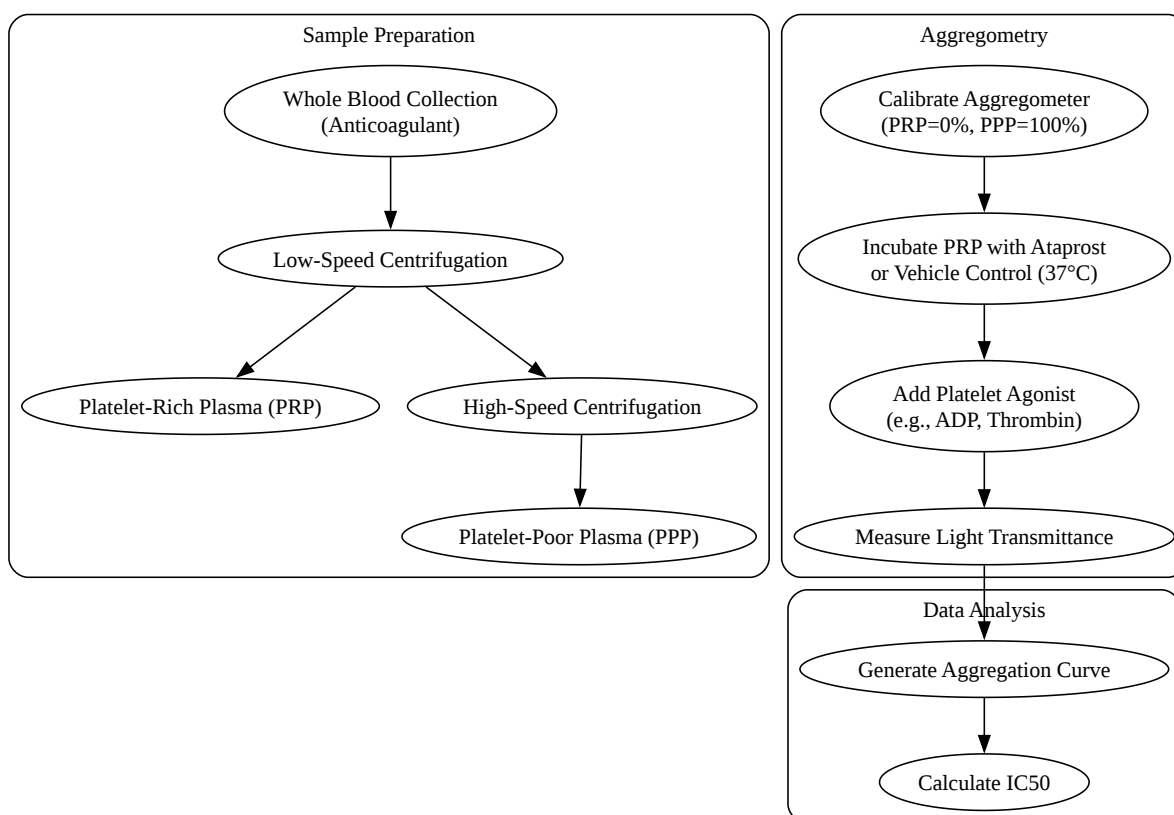 Sample Preparation
Whole Blood Collection
(Anticoagulant)
Low-Speed Centrifugation
Platelet-Rich Plasma (PRP)
High-Speed Centrifugation
Platelet-Poor Plasma (PPP)
Aggregometry
Calibrate Aggregometer
(PRP=0%, PPP=100%)
Incubate PRP with Ataprost
or Vehicle Control (37°C)
Add Platelet Agonist
(e.g., ADP, Thrombin)
Measure Light Transmittance
Data Analysis
Generate Aggregation Curve
Calculate IC50